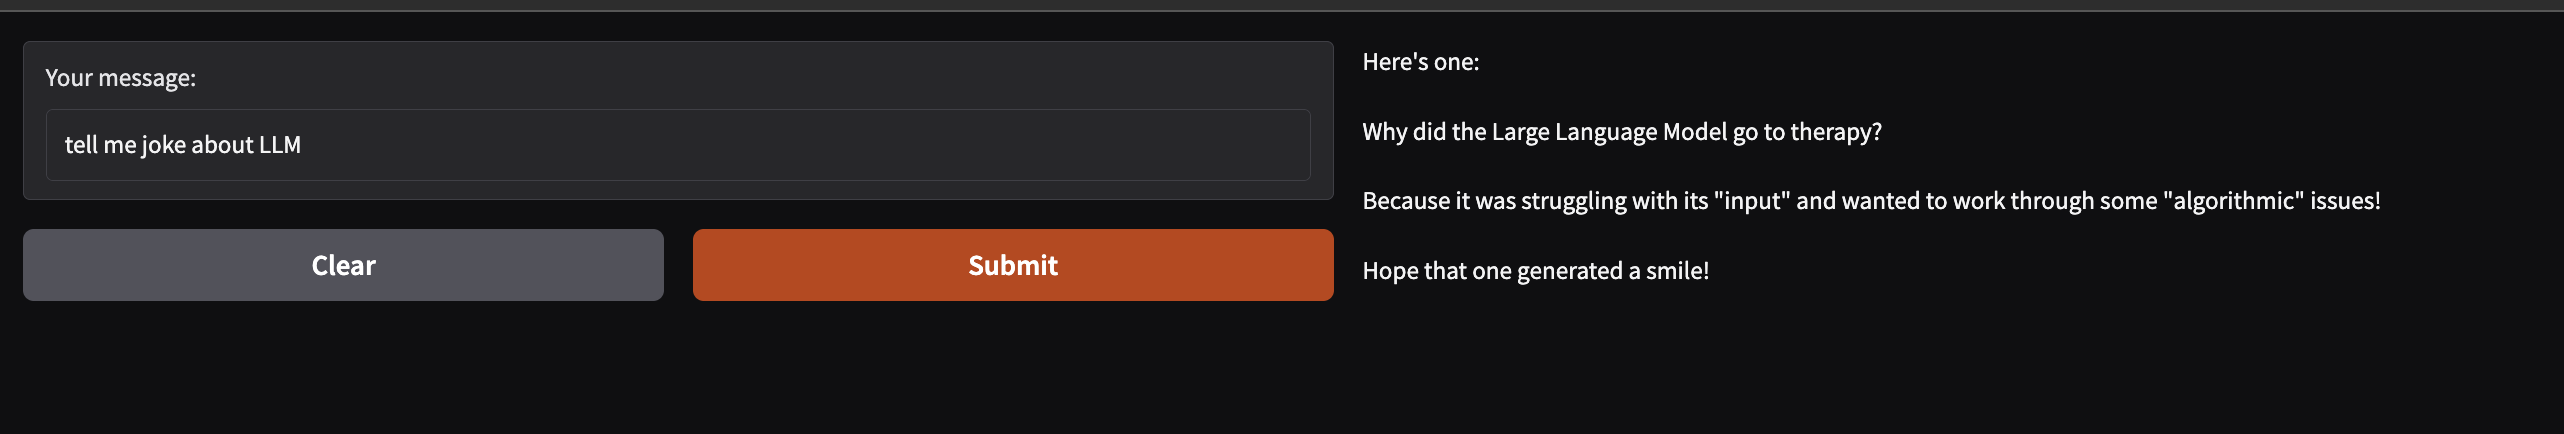 Your message:
tell me joke about LLM
Clear
Submit
Here's one:
Why did the Large Language Model go to therapy?
Because it was struggling with its "input" and wanted to work through some "algorithmic" issues!
Hope that one generated a smile!